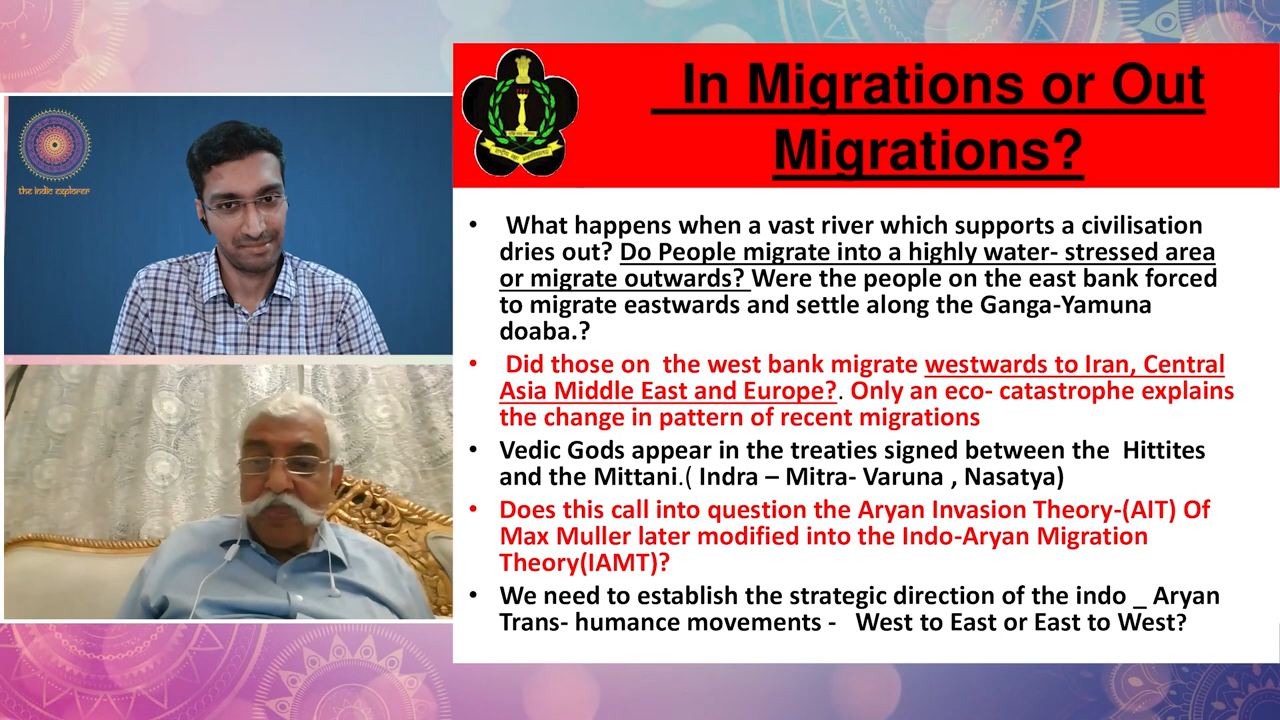 the indic explorer
In Migrations or Out
Migrations?
• What happens when a vast river which supports a civilisation
dries out? Do People migrate into a highly water- stressed area
or migrate outwards? Were the people on the east bank forced
to migrate eastwards and settle along the Ganga-Yamuna
doaba.?
• Did those on the west bank migrate westwards to Iran, Central
Asia Middle East and Europe?. Only an eco- catastrophe explains
the change in pattern of recent migrations
• Vedic Gods appear in the treaties signed between the Hittites
and the Mittani.( Indra – Mitra- Varuna , Nasatya)
• Does this call into question the Aryan Invasion Theory-(AIT) Of
Max Muller later modified into the Indo-Aryan Migration
Theory(IAMT)?
• We need to establish the strategic direction of the indo _ Aryan
Trans- humance movements - West to East or East to West?